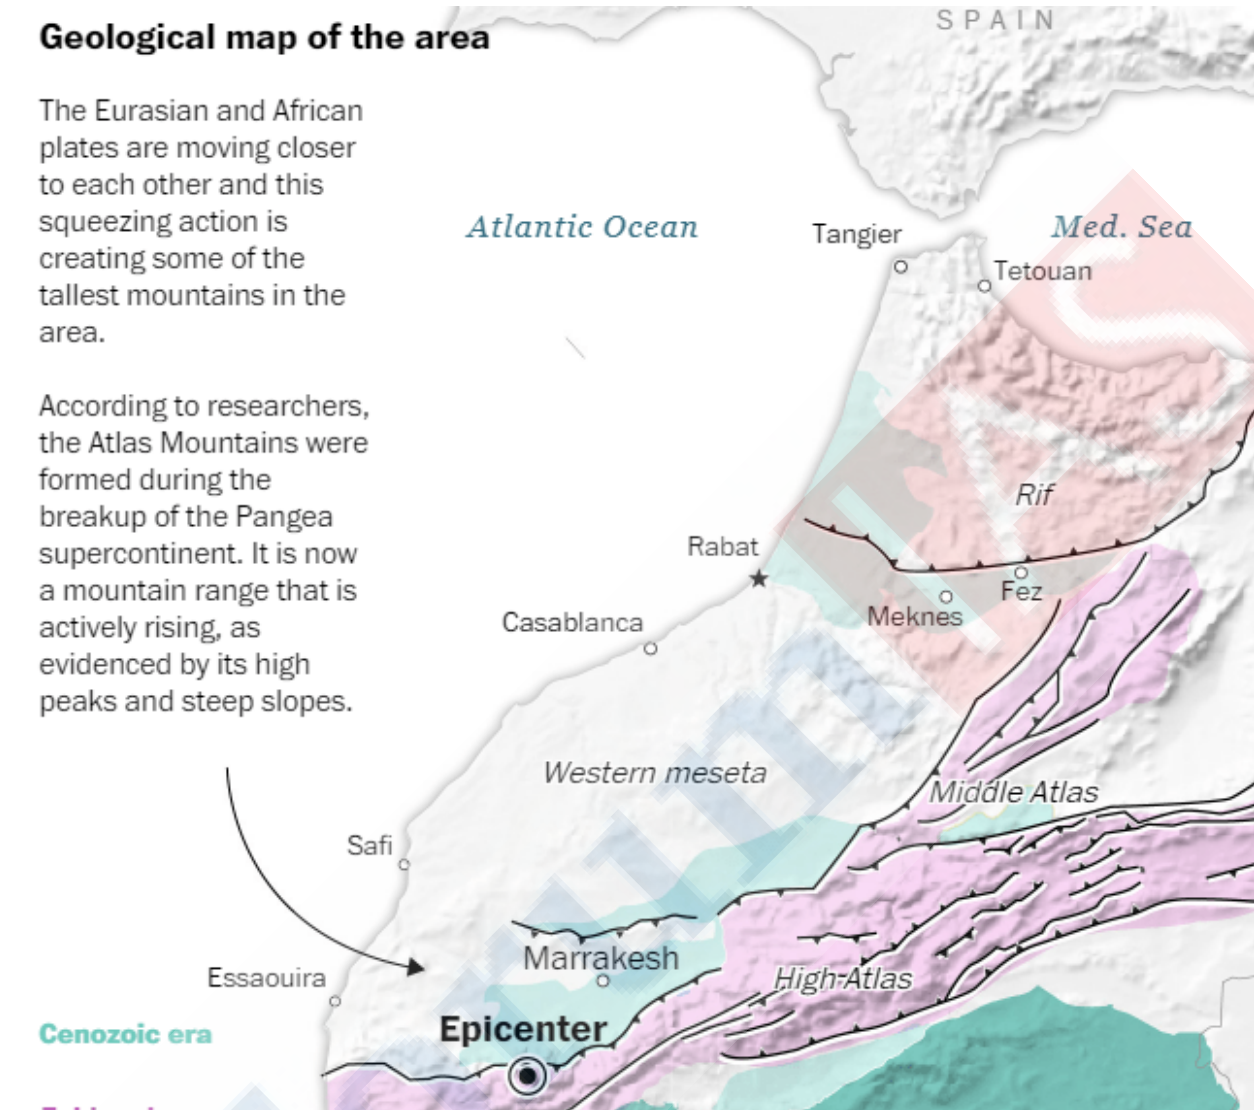 SPAIN
Geological map of the area
The Eurasian and African
plates are moving closer
to each other and this
squeezing action is
creating some of the
tallest mountains in the
area.
According to researchers,
the Atlas Mountains were
formed during the
breakup of the Pangea
supercontinent. It is now
a mountain range that is
actively rising, as
evidenced by its high
peaks and steep slopes.
Atlantic Ocean
Tangier
Med. Sea
Tetouan
Rif
Rabat
Fez
Meknes
Casablanca
Western meseta
Middle Atlas
Safi
Marrakesh
High Atlas
Essaouira
Epicenter
Cenozoic era